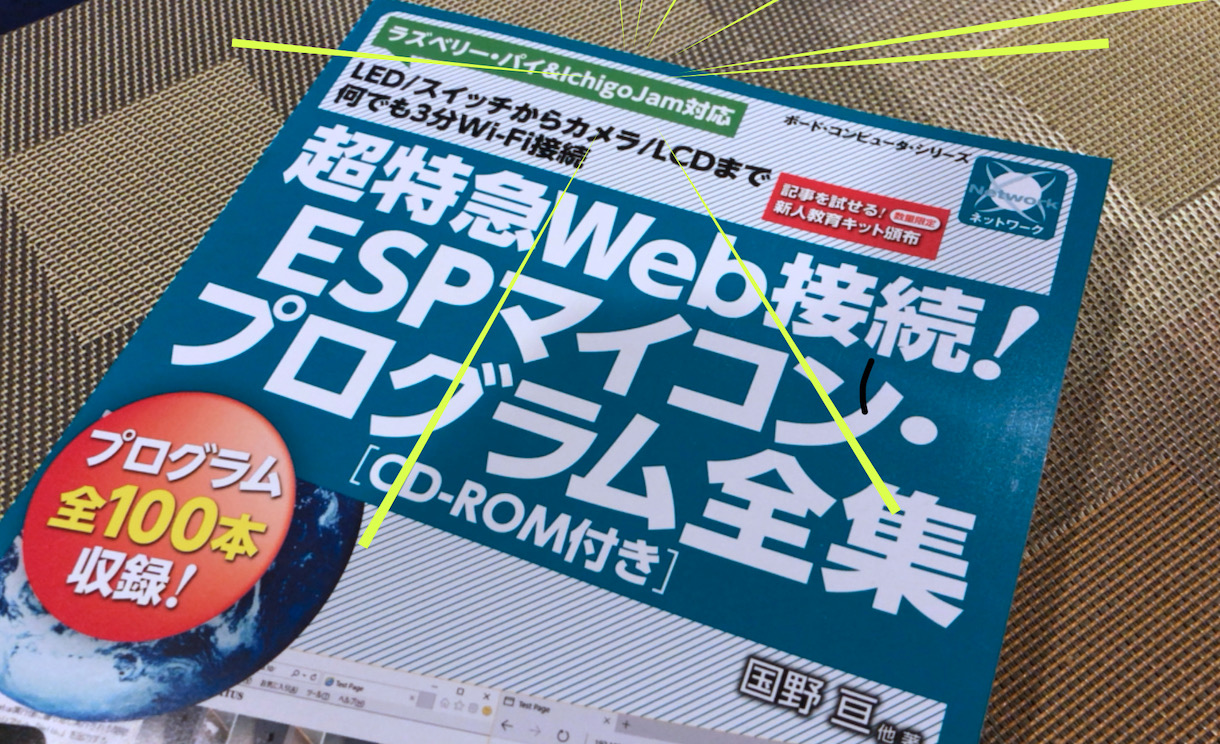 ラズベリー・パイ&IchigoJam対応
LED/スイッチからカメラ/LCDまで
何でも3分Wi-Fi接続
ボード・コンピュータ・シリーズ
Network
ネットワーク
記事を試せる!数量限定
新人教育キット頒布
超特急Web接続!
ESPマイコン・
プログラム全集
[CD-ROM付き]
プログラム
全100本
収録!
国野 亘 他著
Test Page
Test Page